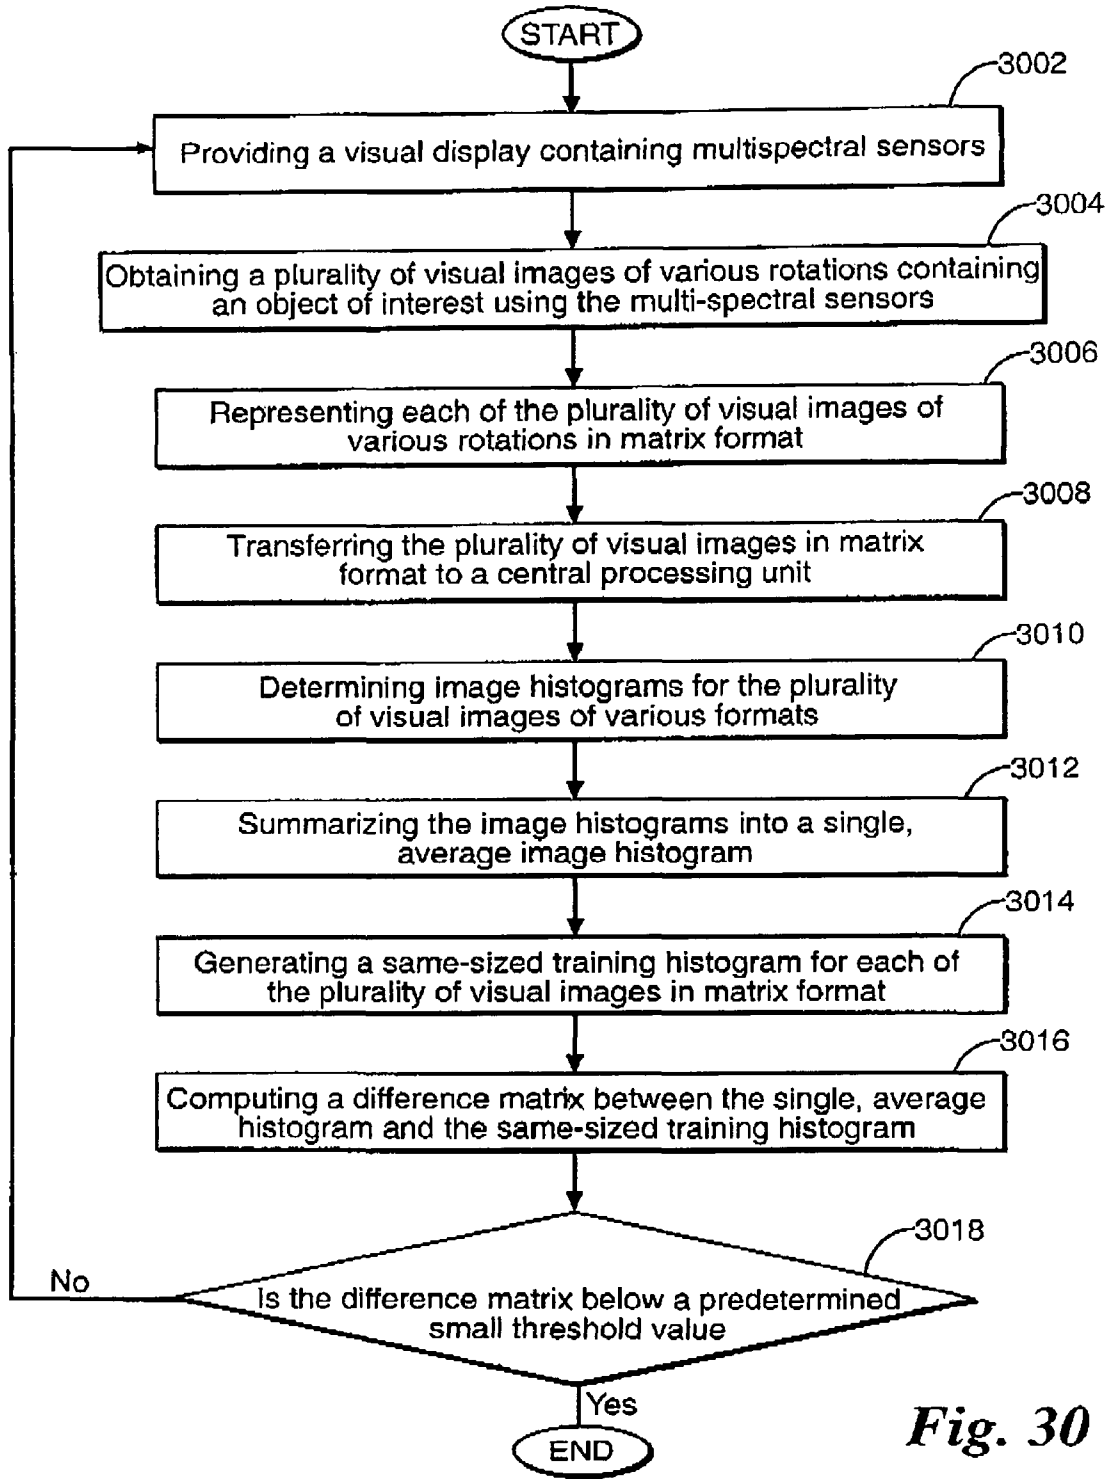 START
3002
Providing a visual display containing multispectral sensors
3004
Obtaining a plurality of visual images of various rotations containing
an object of interest using the multi-spectral sensors
3006
Representing each of the plurality of visual images of
various rotations in matrix format
3008
Transferring the plurality of visual images in matrix
format to a central processing unit
3010
Determining image histograms for the plurality
of visual images of various formats
3012
Summarizing the image histograms into a single,
average image histogram
3014
Generating a same-sized training histogram for each of
the plurality of visual images in matrix format
3016
Computing a difference matrix between the single, average
histogram and the same-sized training histogram
3018
No
Is the difference matrix below a predetermined
small threshold value
Yes
END
Fig. 30